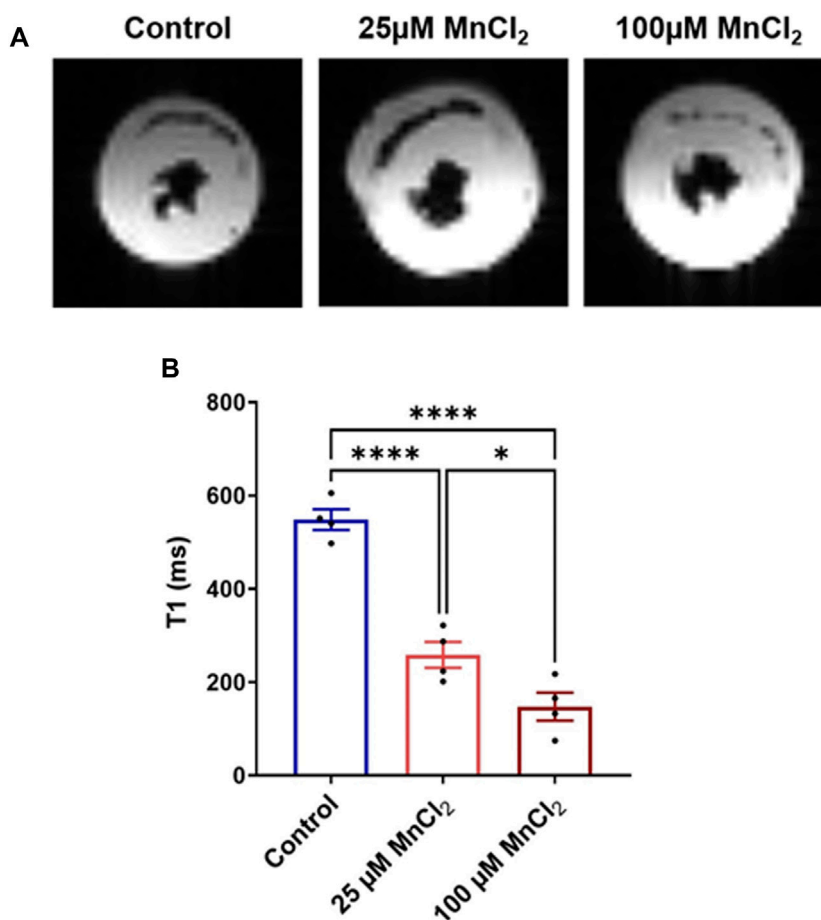 A
Control
25µM MnCl₂
100µM MnCl₂
B
800
600
400
200
0
T1 (ms)
****
****
*
Control
25 µM MnCl₂
100 µM MnCl₂